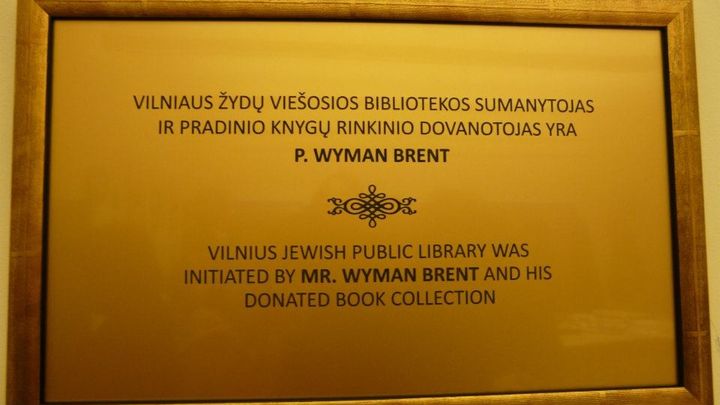 VILNIAUS ŽYDŲ VIEŠOSIOS BIBLIOTEKOS SUMANYTOJAS
IR PRADINIO KNYGŲ RINKINIO DOVANOTOJAS YRA
P. WYMAN BRENT
VILNIUS JEWISH PUBLIC LIBRARY WAS
INITIATED BY MR. WYMAN BRENT AND HIS
DONATED BOOK COLLECTION